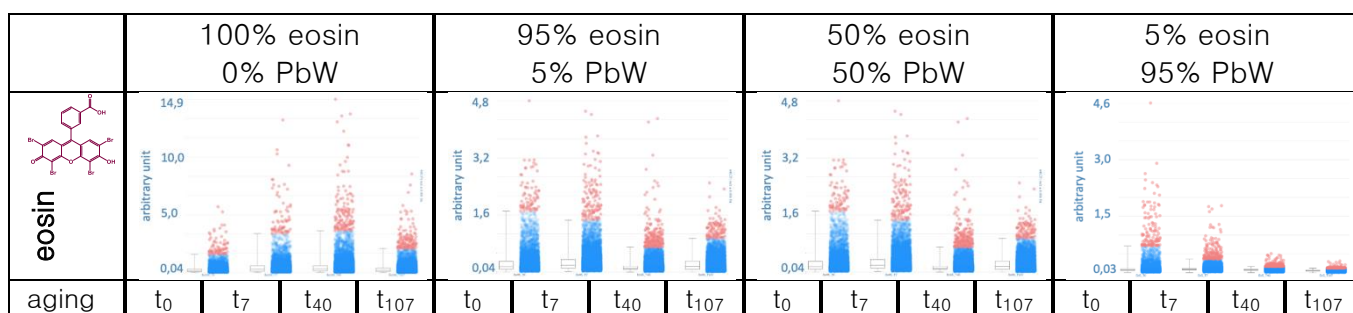 100% eosin
0% PbW
95% eosin
5% PbW
50% eosin
50% PbW
5% eosin
95% PbW
O
OH
Br
Br
O
O
OH
Br
Br
eosin
14,9
10,0
5,0
0,04
arbitrary unit
4,8
3,2
1,6
0,04
arbitrary unit
4,8
3,2
1,6
0,04
arbitrary unit
4,6
3,0
1,5
0,03
arbitrary unit
aging
t₀
t₇
t₄₀
t₁₀₇
t₀
t₇
t₄₀
t₁₀₇
t₀
t₇
t₄₀
t₁₀₇
t₀
t₇
t₄₀
t₁₀₇